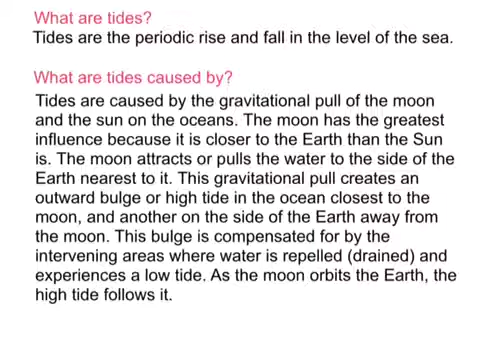 What are tides?
Tides are the periodic rise and fall in the level of the sea.
What are tides caused by?
Tides are caused by the gravitational pull of the moon
and the sun on the oceans. The moon has the greatest
influence because it is closer to the Earth than the Sun
is. The moon attracts or pulls the water to the side of the
Earth nearest to it. This gravitational pull creates an
outward bulge or high tide in the ocean closest to the
moon, and another on the side of the Earth away from
the moon. This bulge is compensated for by the
intervening areas where water is repelled (drained) and
experiences a low tide. As the moon orbits the Earth, the
high tide follows it.